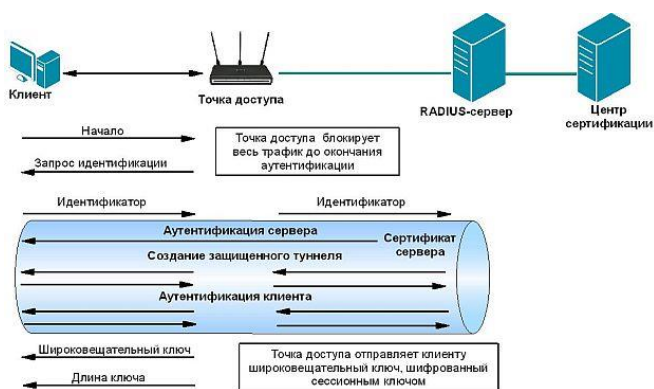 Клиент
Точка доступа
RADIUS-сервер
Центр
сертификации
Начало
Точка доступа блокирует
весь трафик до окончания
аутентификации
Запрос идентификации
Идентификатор
Идентификатор
Аутентификация сервера
Сертификат
сервера
Создание защищенного туннеля
Аутентификация клиента
Широковещательный ключ
Точка доступа отправляет клиенту
широковещательный ключ, шифрованный
сессионным ключом
Длина ключа